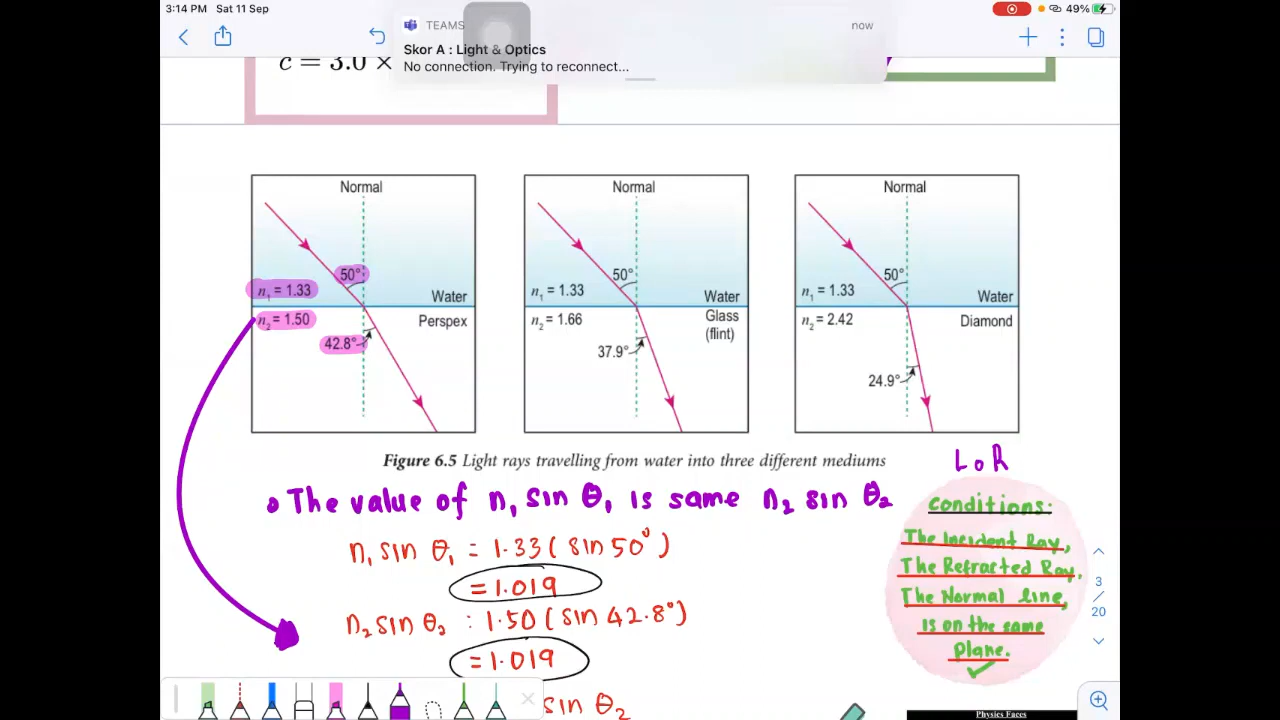 3:14 PM Sat 11 Sep
49%
TEAMS
now
Skor A : Light & Optics
No connection. Trying to reconnect...
c = 3.0 ×
Normal
50°
n₁ = 1.33
Water
n₂ = 1.50
Perspex
42.8°
Normal
50°
n₁ = 1.33
Water
n₂ = 1.66
Glass
(flint)
37.9°
Normal
50°
n₁ = 1.33
Water
n₂ = 2.42
Diamond
24.9°
Figure 6.5 Light rays travelling from water into three different mediums
The value of n₁ sin θ₁ is same n₂ sin θ₂
n₁ sin θ₁ = 1.33 ( sin 50° )
= 1.019
n₂ sin θ₂ : 1.50 ( sin 42.8° )
= 1.019
sin θ₂
LOR
Conditions:
The Incident Ray,
The Refracted Ray,
The Normal line,
is on the same
plane.
3
/
20
Physics Faces